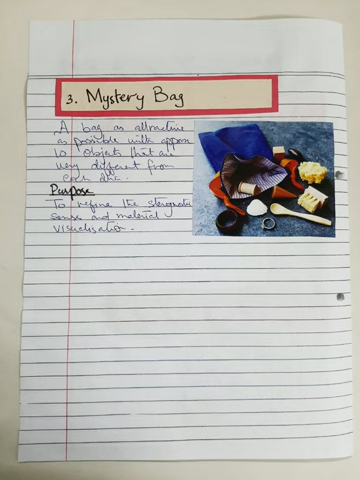 3. Mystery Bag
A bag as attractive
as possible with approx
10 objects that are
very different from
each other.
Purpose
To refine the stereognostic
sense and material
visualisation.